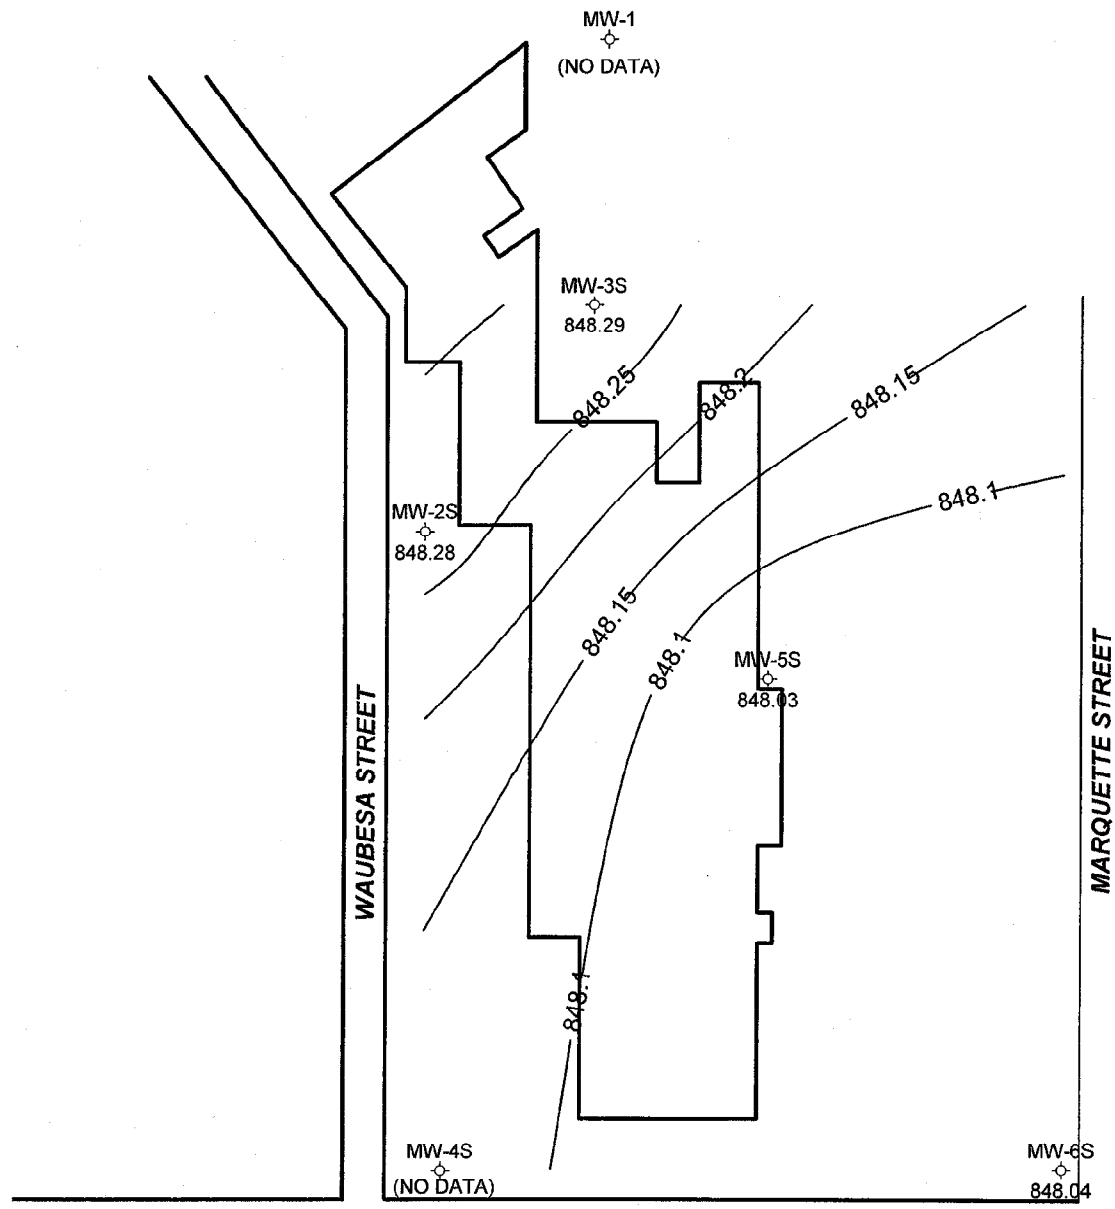 MW-1
(NO DATA)
MW-3S
848.29
848.25
848.2
848.15
848.1
MW-2S
848.28
848.15
848.1
MW-5S
848.03
WAUBESA STREET
MARQUETTE STREET
848.1
MW-4S
(NO DATA)
MW-6S
848.04